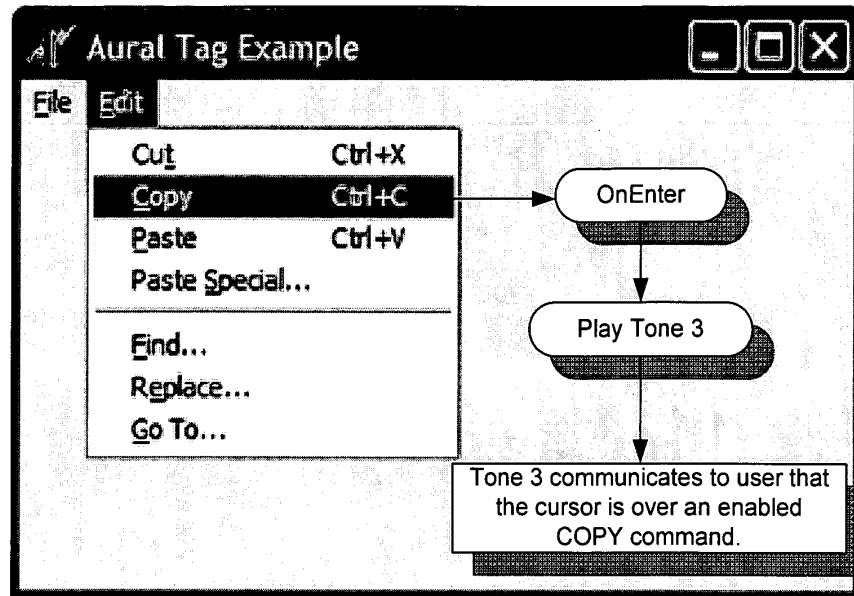 Aural Tag Example
File Edit
Cut Ctrl+X
Copy Ctrl+C
Paste Ctrl+V
Paste Special...
Find...
Replace...
Go To...
OnEnter
Play Tone 3
Tone 3 communicates to user that
the cursor is over an enabled
COPY command.